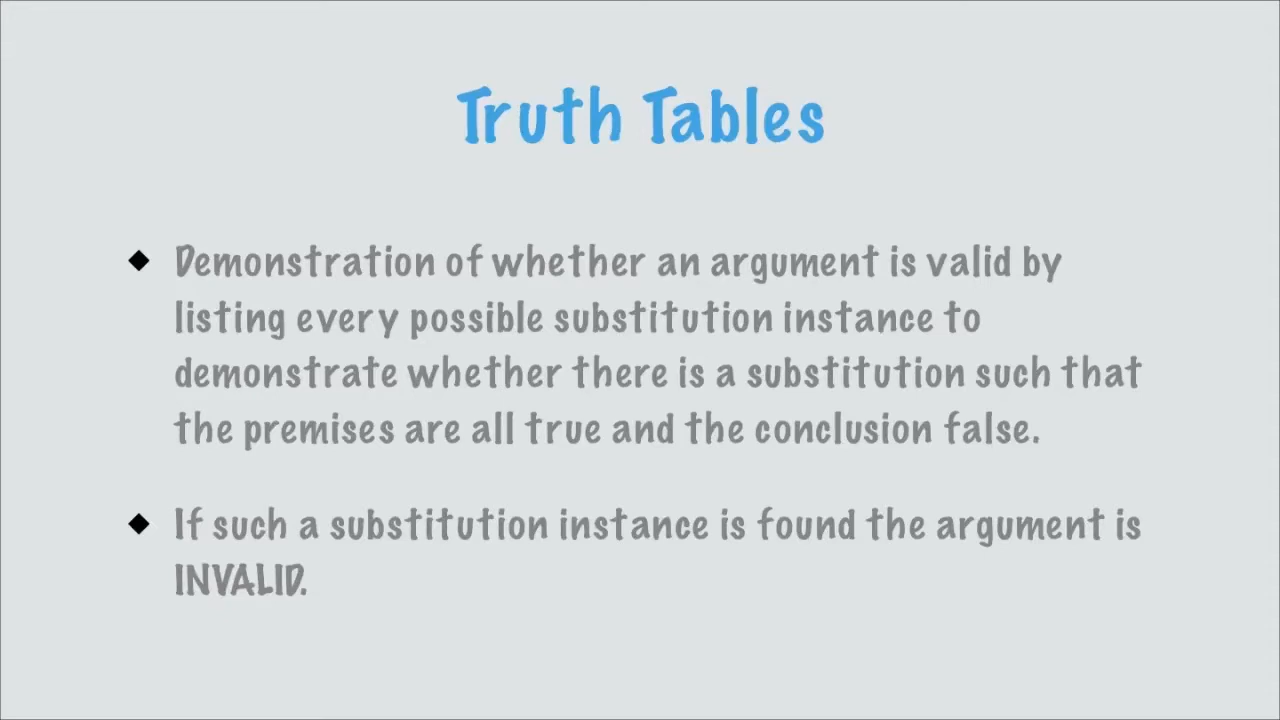 Truth Tables
Demonstration of whether an argument is valid by
listing every possible substitution instance to
demonstrate whether there is a substitution such that
the premises are all true and the conclusion false.
If such a substitution instance is found the argument is
INVALID.